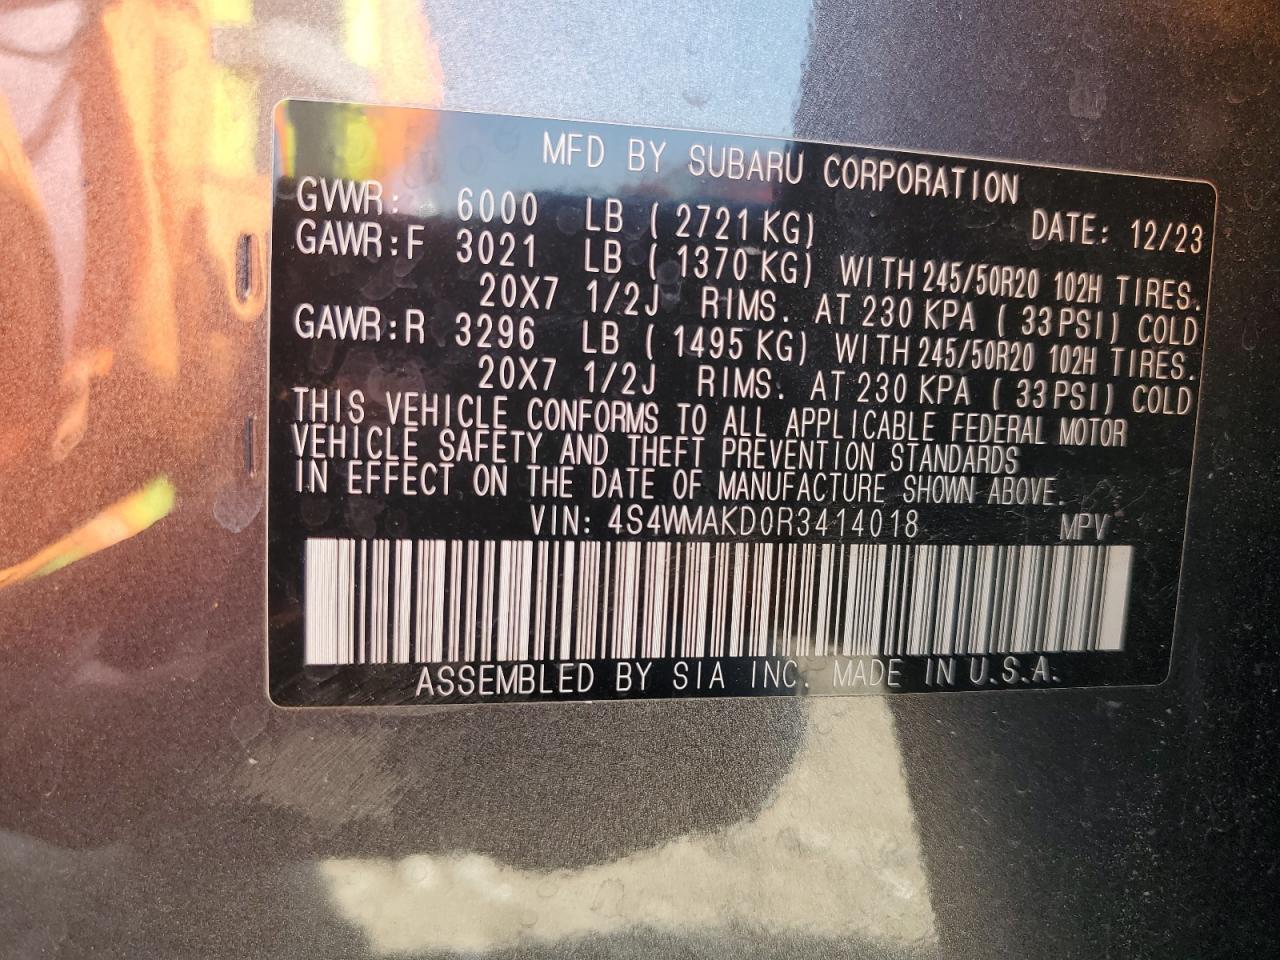 MFD BY SUBARU CORPORATION
GVWR: 6000 LB ( 2721 KG) DATE: 12/23
GAWR:F 3021 LB ( 1370 KG) WITH 245/50R20 102H TIRES.
20X7 1/2J RIMS. AT 230 KPA ( 33 PSI) COLD
GAWR:R 3296 LB ( 1495 KG) WITH 245/50R20 102H TIRES.
20X7 1/2J RIMS. AT 230 KPA ( 33 PSI) COLD
THIS VEHICLE CONFORMS TO ALL APPLICABLE FEDERAL MOTOR
VEHICLE SAFETY AND THEFT PREVENTION STANDARDS
IN EFFECT ON THE DATE OF MANUFACTURE SHOWN ABOVE.
VIN: 4S4WMAKD0R3414018 MPV
ASSEMBLED BY SIA INC. MADE IN U.S.A.